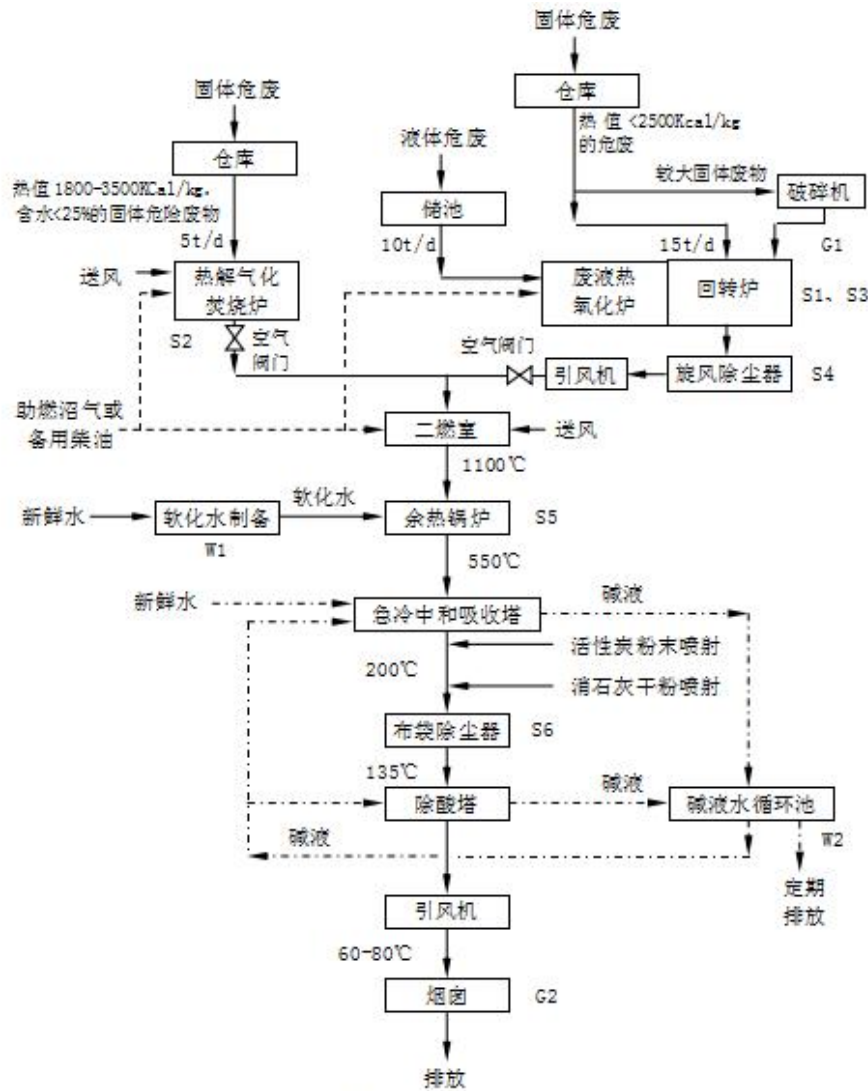 固体危废
仓库
热 值 <2500Kcal/kg
的危废
较大固体废物
破碎机
G1
固体危废
仓库
热值 1800-3500KCal/kg,
含水<25%的固体危险废物
5t/d
液体危废
储池
10t/d
15t/d
送风
热解气化
焚烧炉
S2
空气
阀门
废液热
氧化炉
回转炉
S1、S3
空气阀门
引风机
旋风除尘器
S4
助燃沼气或
备用柴油
二燃室
送风
1100℃
新鲜水
软化水制备
W1
软化水
余热锅炉
S5
550℃
新鲜水
急冷中和吸收塔
碱液
活性炭粉末喷射
200℃
消石灰干粉喷射
布袋除尘器
S6
135℃
除酸塔
碱液
碱液水循环池
W2
碱液
定期
排放
引风机
60-80℃
烟囱
G2
排放